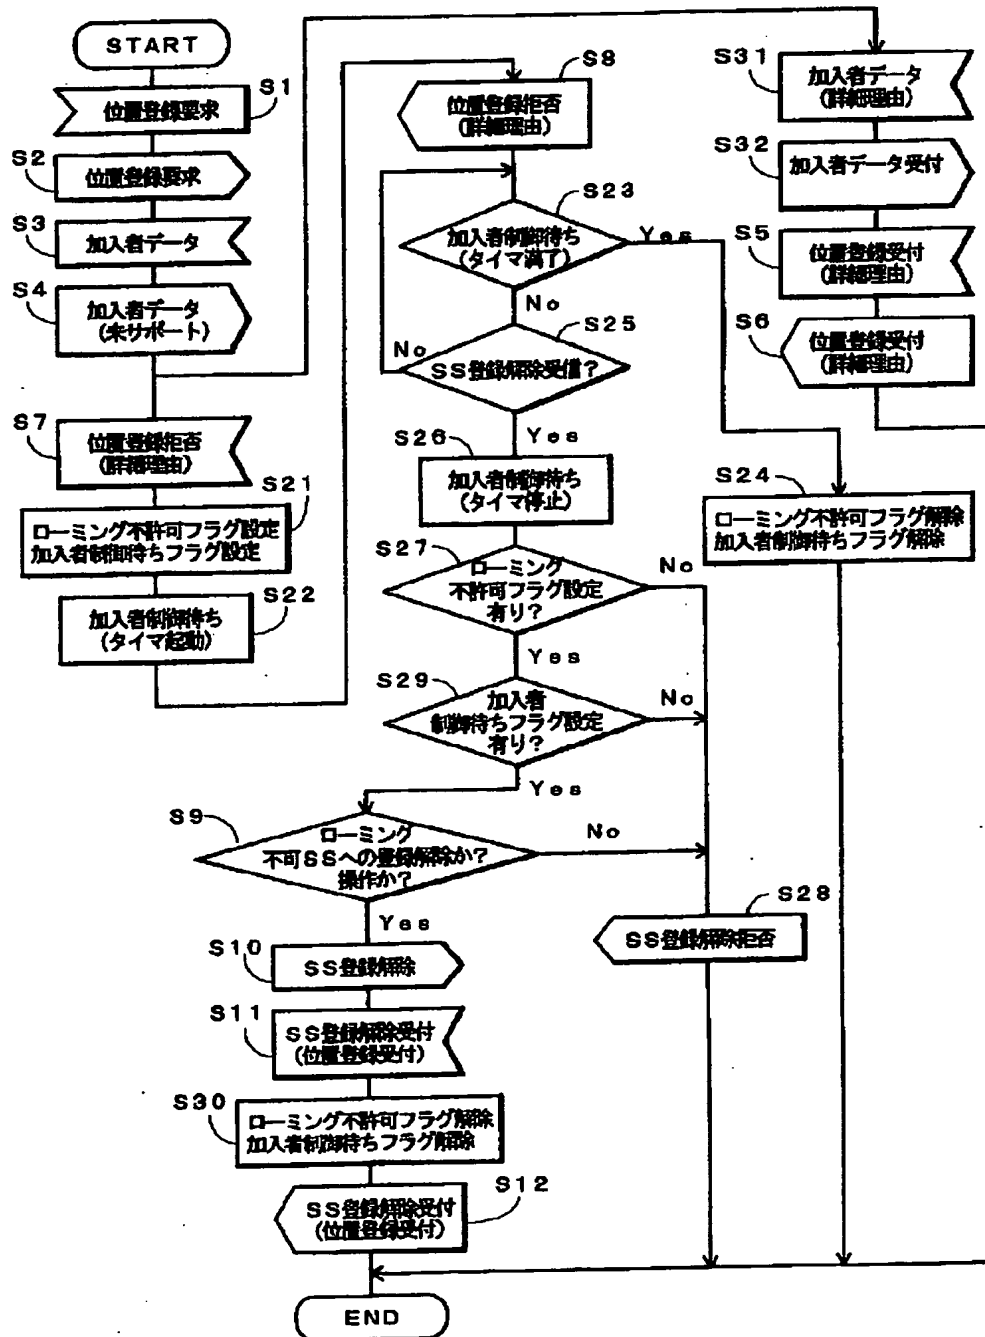 START
S1
位置登録要求
S2
位置登録要求
S3
加入者データ
S4
加入者データ
(未サポート)
S7
位置登録拒否
(詳細理由)
S21
ローミング不許可フラグ設定
加入者制御待ちフラグ設定
S22
加入者制御待ち
(タイマ起動)
S8
位置登録拒否
(詳細理由)
S23
加入者制御待ち
(タイマ満了)
Yes
No
S25
No
SS登録解除受信?
Yes
S26
加入者制御待ち
(タイマ停止)
S27
ローミング
不許可フラグ設定
有り?
No
Yes
S29
加入者
制御待ちフラグ設定
有り?
No
Yes
S9
ローミング
不可SSへの登録解除か?
操作か?
No
Yes
S10
SS登録解除
S11
SS登録解除受付
(位置登録受付)
S30
ローミング不許可フラグ解除
加入者制御待ちフラグ解除
S12
SS登録解除受付
(位置登録受付)
END
S31
加入者データ
(詳細理由)
S32
加入者データ受付
S5
位置登録受付
(詳細理由)
S6
位置登録受付
(詳細理由)
S24
ローミング不許可フラグ解除
加入者制御待ちフラグ解除
S28
SS登録解除拒否